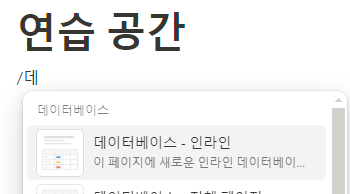 연습 공간
/데
데이터베이스
데이터베이스 - 인라인
이 페이지에 새로운 인라인 데이터베이...